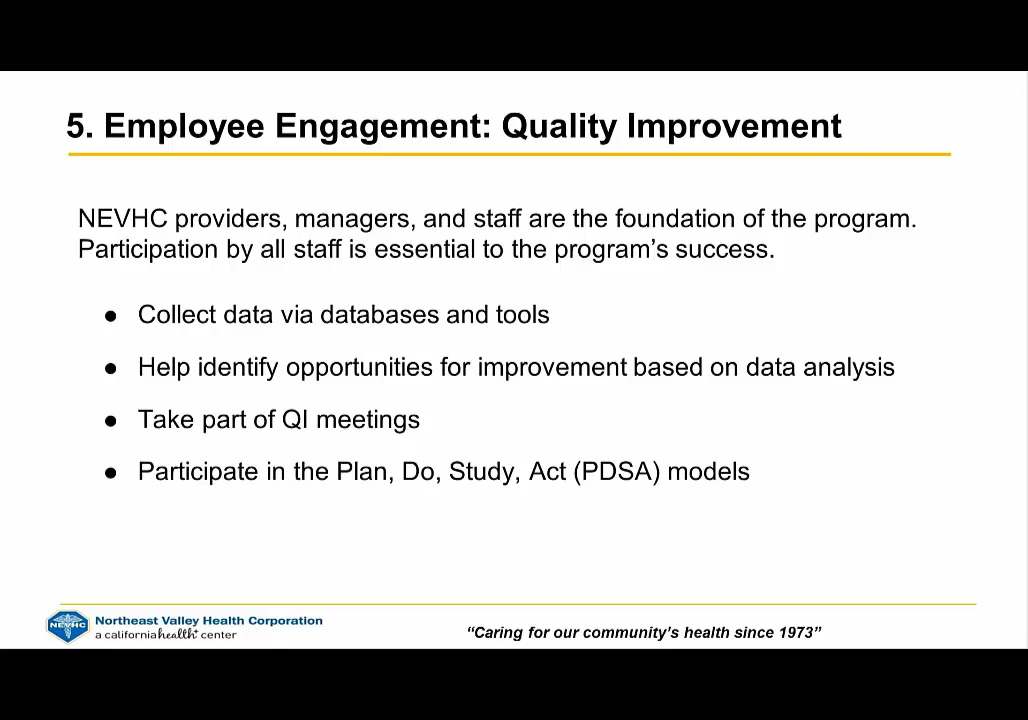 5. Employee Engagement: Quality Improvement
NEVHC providers, managers, and staff are the foundation of the program.
Participation by all staff is essential to the program’s success.
● Collect data via databases and tools
● Help identify opportunities for improvement based on data analysis
● Take part of QI meetings
● Participate in the Plan, Do, Study, Act (PDSA) models
NEVHC
Northeast Valley Health Corporation
a california health+ center
“Caring for our community’s health since 1973”